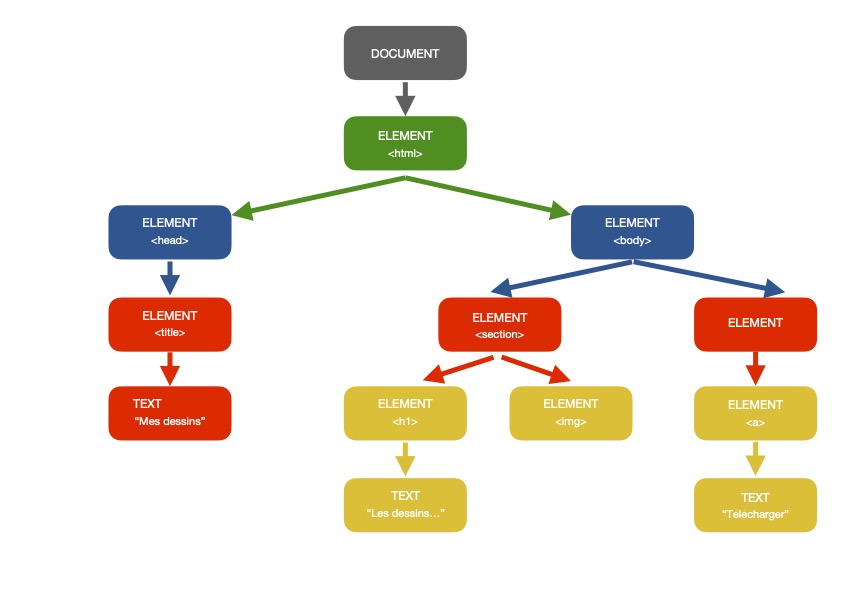 DOCUMENT
ELEMENT
<html>
ELEMENT
<head>
ELEMENT
<body>
ELEMENT
<title>
ELEMENT
<section>
ELEMENT
TEXT
“Mes dessins”
ELEMENT
<h1>
ELEMENT
<img>
ELEMENT
<a>
TEXT
“Les dessins…”
TEXT
“Telecharger”